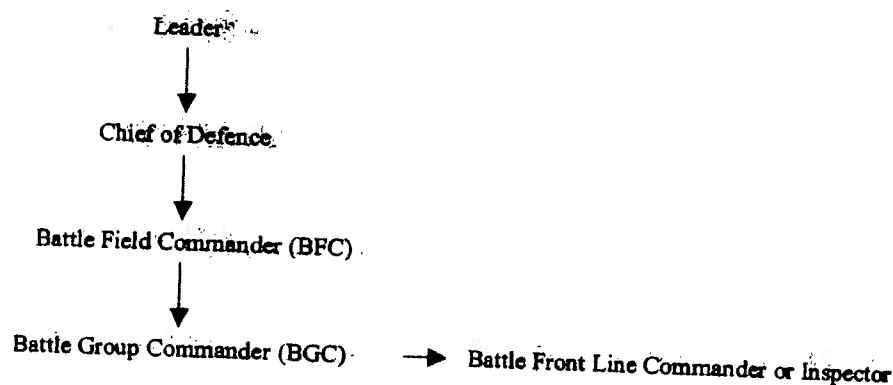 Leader
Chief of Defence
Battle Field Commander (BFC)
Battle Group Commander (BGC) Battle Front Line Commander or Inspector